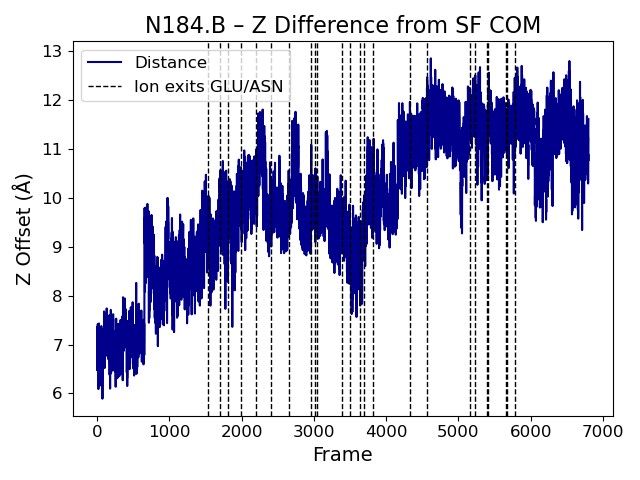 N184.B – Z Difference from SF COM
Distance
Ion exits GLU/ASN
Z Offset (Å)
13
12
11
10
9
8
7
6
0 1000 2000 3000 4000 5000 6000 7000
Frame